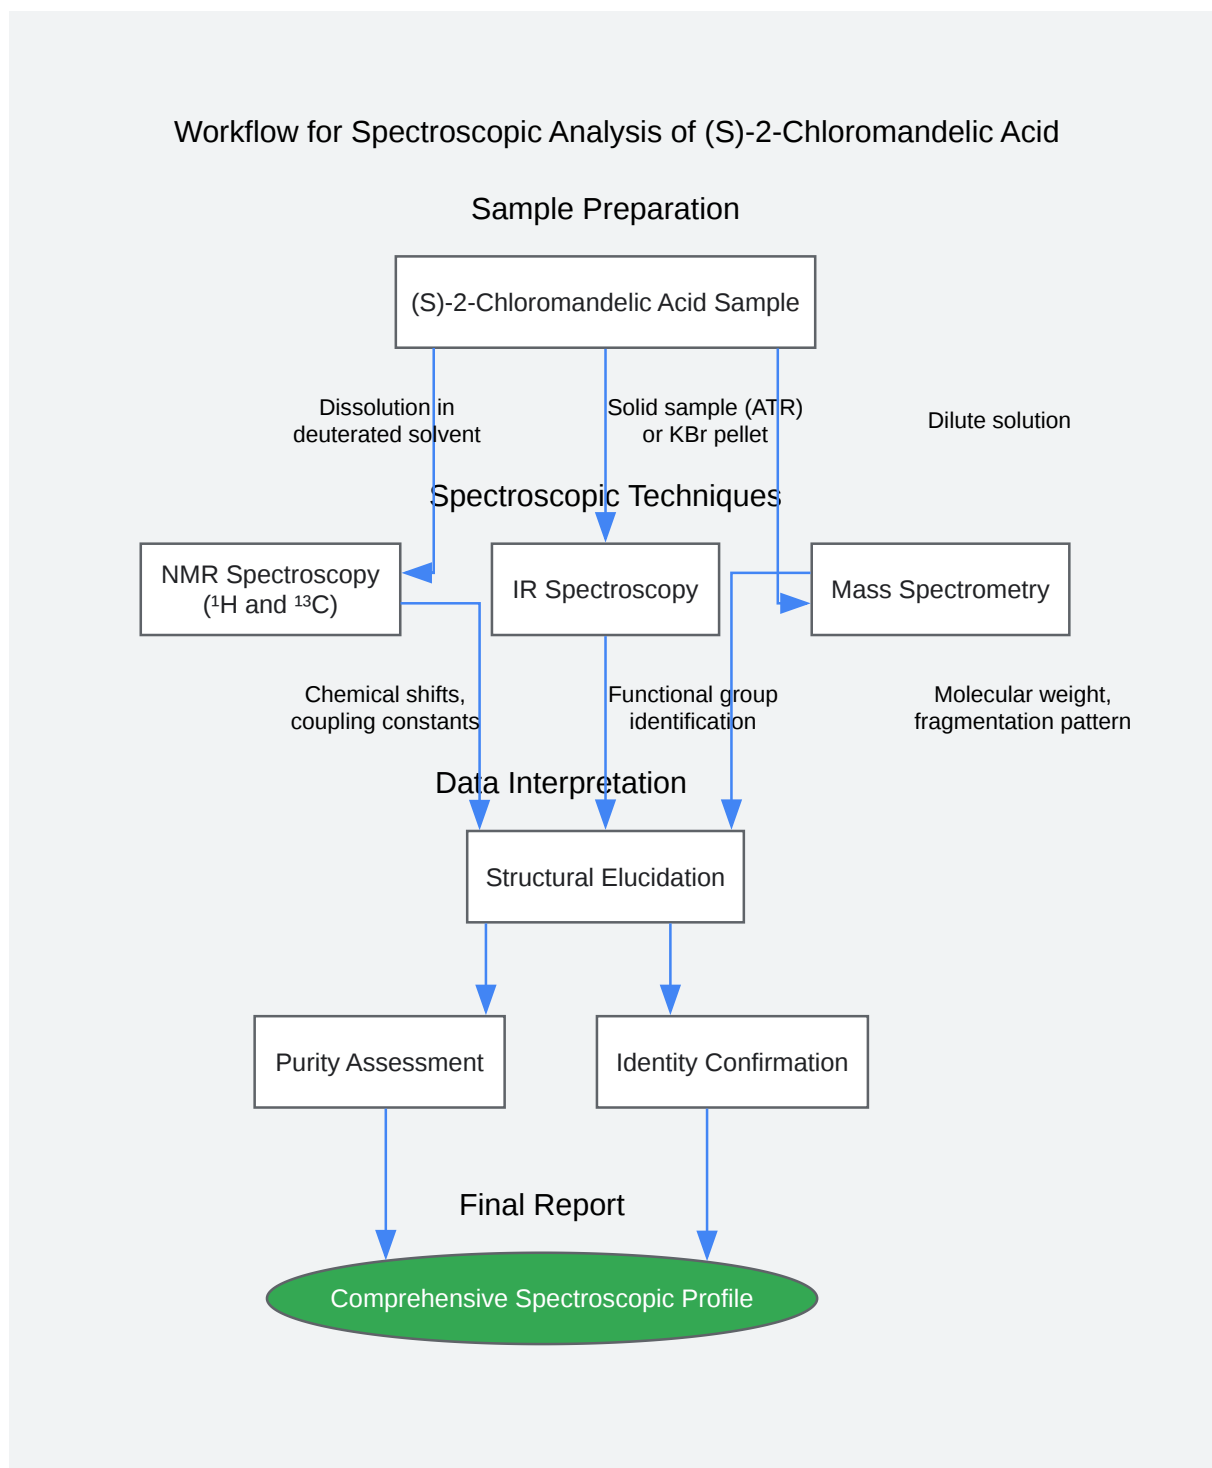 Workflow for Spectroscopic Analysis of (S)-2-Chloromandelic Acid
Sample Preparation
(S)-2-Chloromandelic Acid Sample
Dissolution in
deuterated solvent
Solid sample (ATR)
or KBr pellet
Dilute solution
Spectroscopic Techniques
NMR Spectroscopy
(¹H and ¹³C)
IR Spectroscopy
Mass Spectrometry
Chemical shifts,
coupling constants
Functional group
identification
Molecular weight,
fragmentation pattern
Data Interpretation
Structural Elucidation
Purity Assessment
Identity Confirmation
Final Report
Comprehensive Spectroscopic Profile